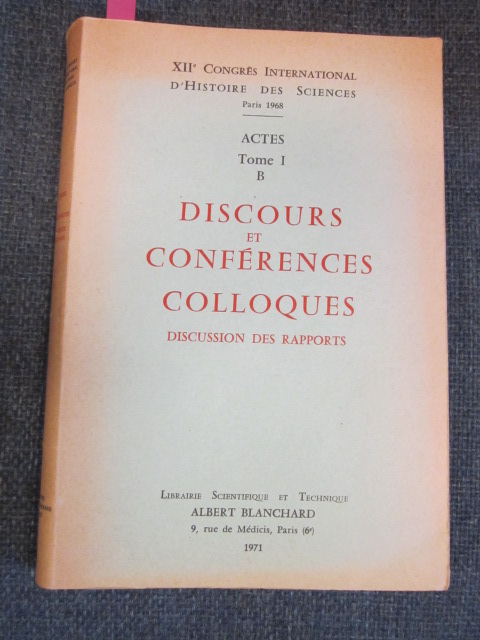 XIIᵉ CONGRÈS INTERNATIONAL
D'HISTOIRE DES SCIENCES
Paris 1968
ACTES
Tome I
B
DISCOURS
ET
CONFÉRENCES
COLLOQUES
DISCUSSION DES RAPPORTS
LIBRAIRIE SCIENTIFIQUE ET TECHNIQUE
ALBERT BLANCHARD
9, rue de Médicis, Paris (6ᵉ)
1971